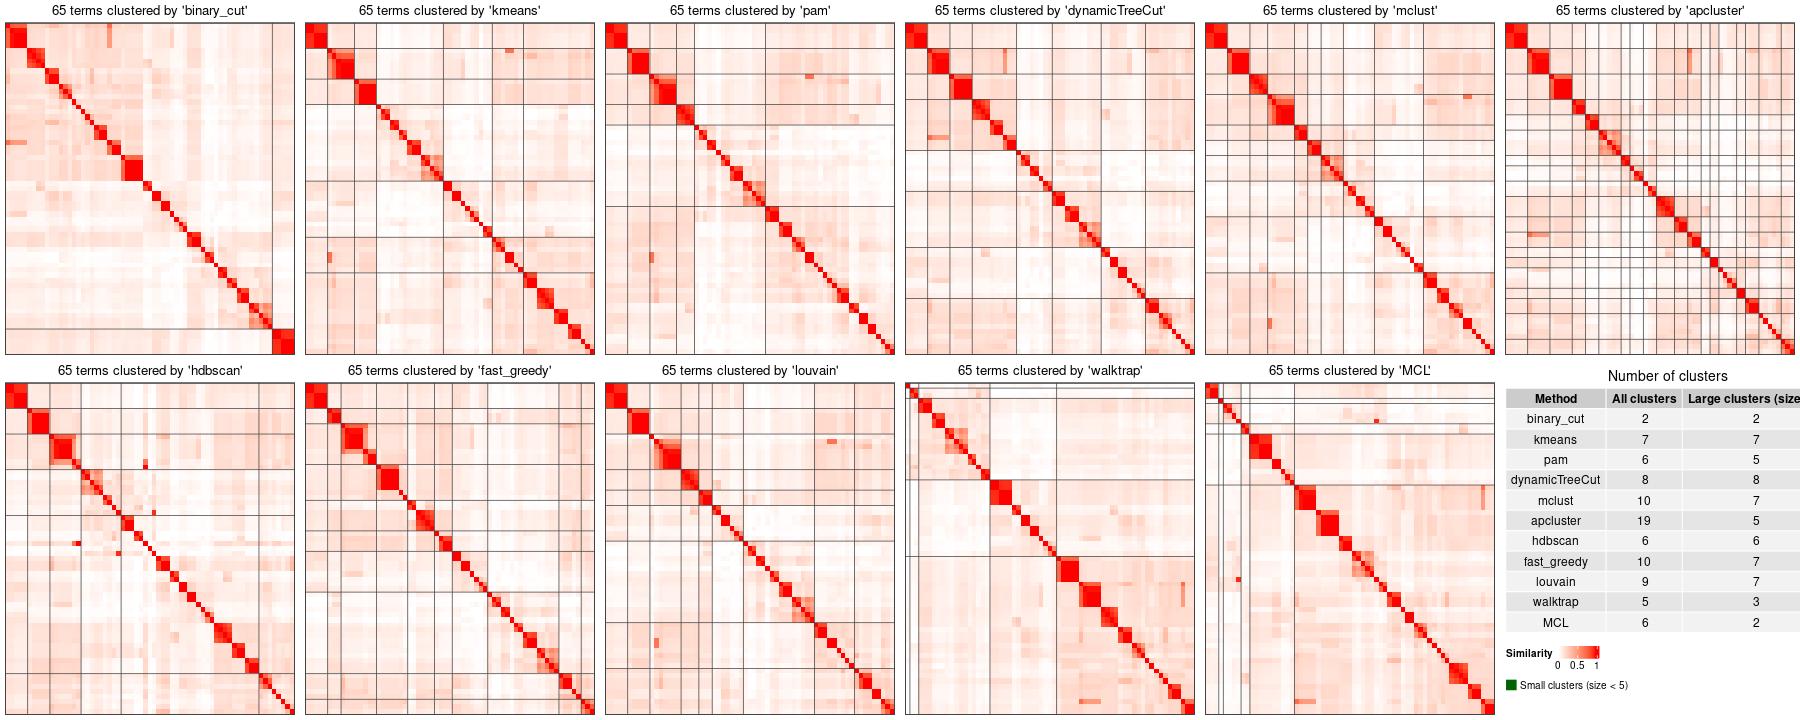 65 terms clustered by 'binary_cut'
65 terms clustered by 'kmeans'
65 terms clustered by 'pam'
65 terms clustered by 'dynamicTreeCut'
65 terms clustered by 'mclust'
65 terms clustered by 'apcluster'
65 terms clustered by 'hdbscan'
65 terms clustered by 'fast_greedy'
65 terms clustered by 'louvain'
65 terms clustered by 'walktrap'
65 terms clustered by 'MCL'
Number of clusters
Method All clusters Large clusters (size
binary_cut 2 2
kmeans 7 7
pam 6 5
dynamicTreeCut 8 8
mclust 10 7
apcluster 19 5
hdbscan 6 6
fast_greedy 10 7
louvain 9 7
walktrap 5 3
MCL 6 2
Similarity
0 0.5 1
Small clusters (size < 5)